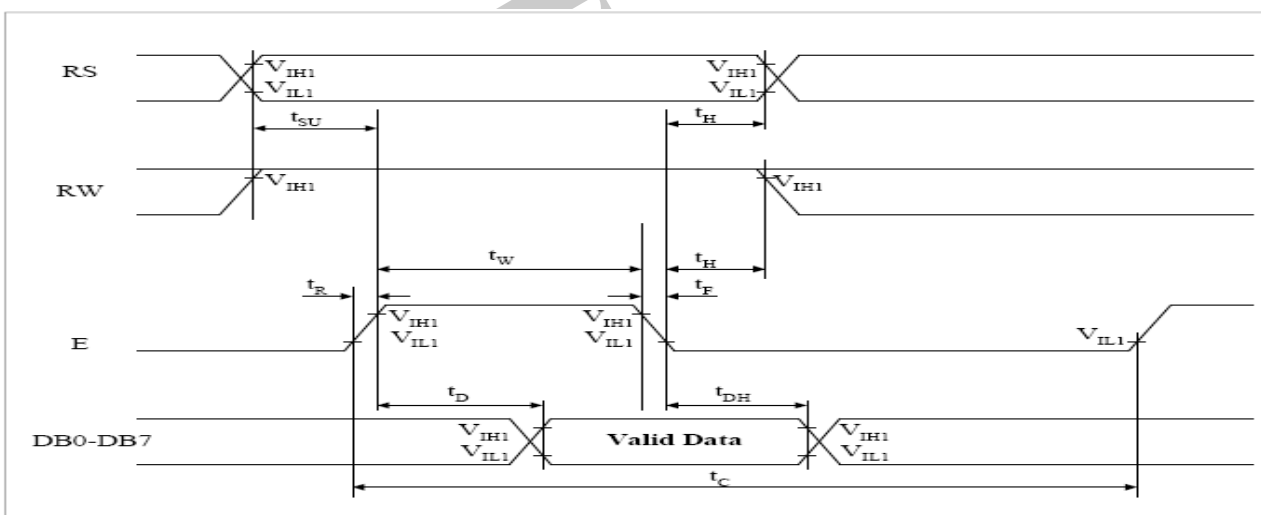 RS
V_IH1
V_IL1
V_IH1
V_IL1
t_SU
t_H
RW
V_IH1
V_IH1
t_W
t_H
t_R
t_F
E
V_IH1
V_IL1
V_IH1
V_IL1
V_IL1
t_D
t_DH
DB0-DB7
V_IH1
V_IL1
Valid Data
V_IH1
V_IL1
t_C